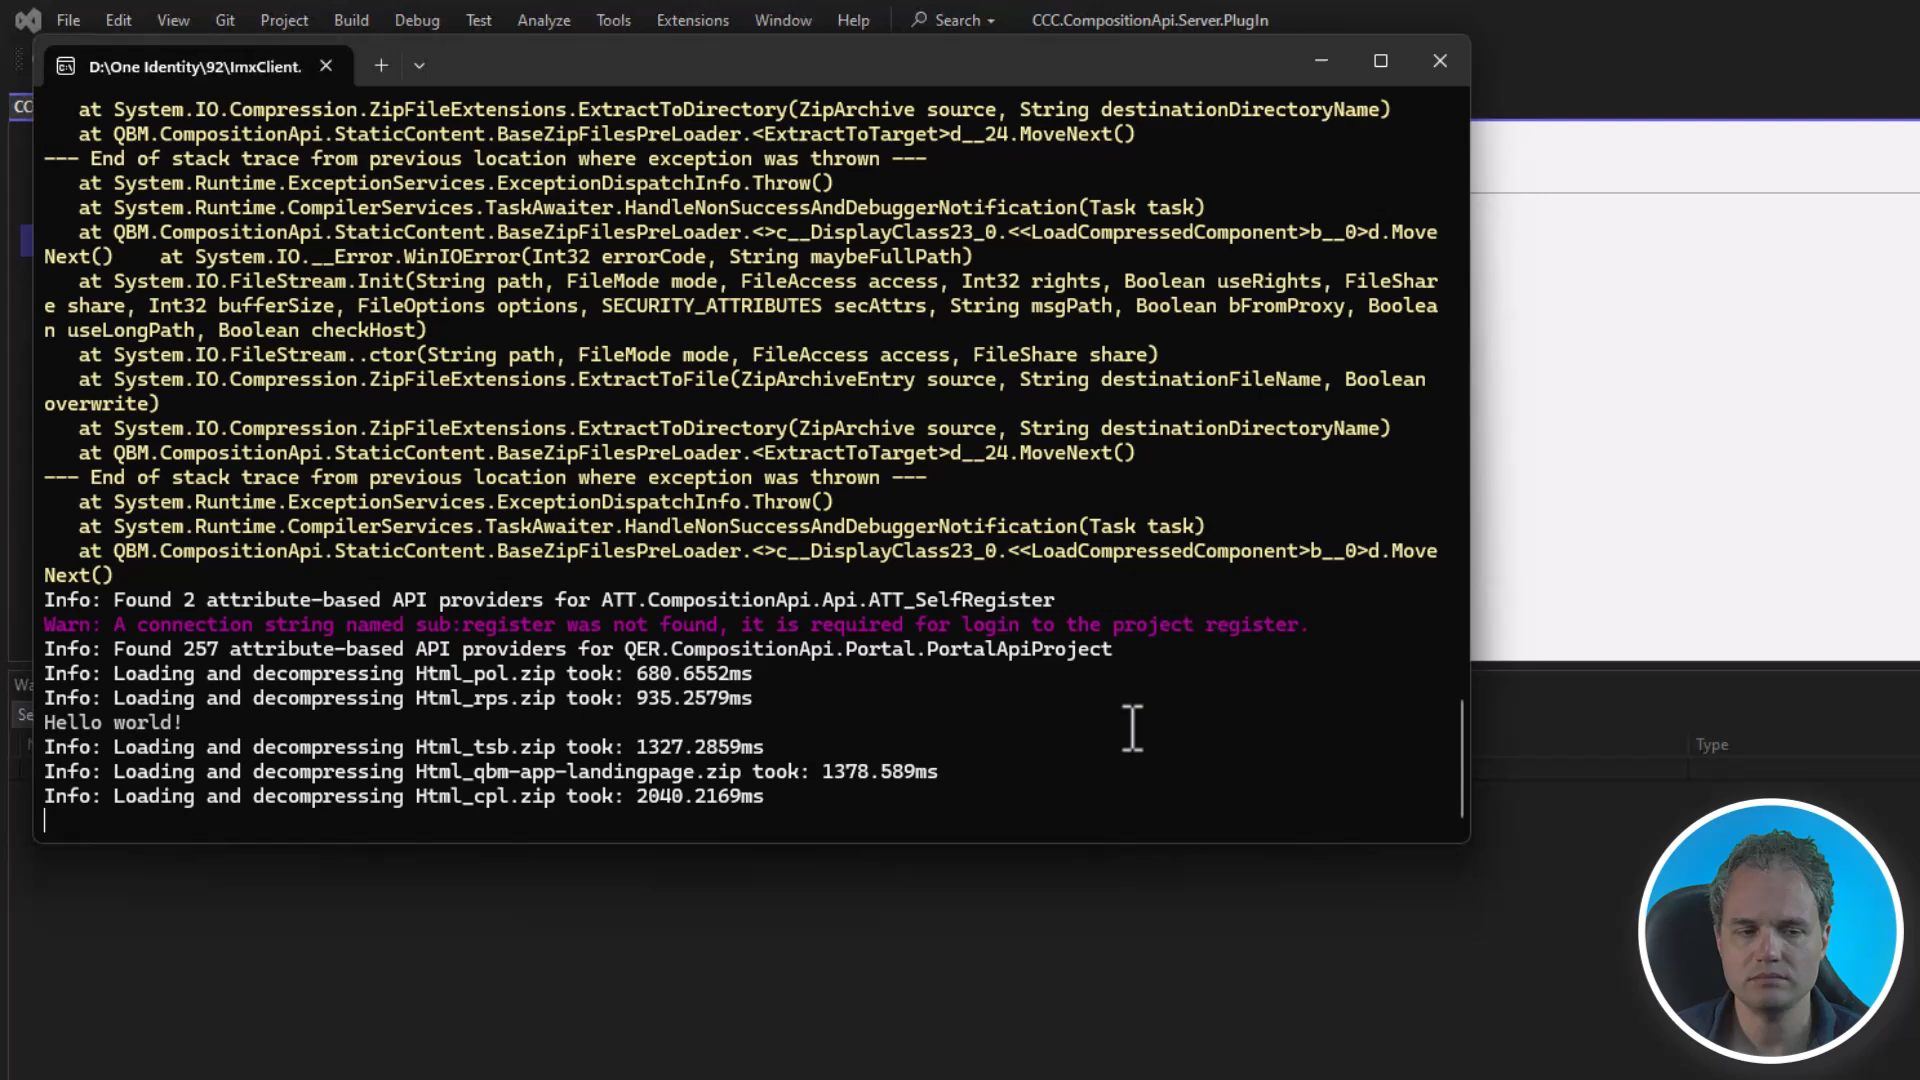 File Edit View Git Project Build Debug Test Analyze Tools Extensions Window Help Search CCC.CompositionApi.Server.PlugIn
D:\One Identity\92\ImxClient.
CC
at System.IO.Compression.ZipFileExtensions.ExtractToDirectory(ZipArchive source, String destinationDirectoryName)
at QBM.CompositionApi.StaticContent.BaseZipFilesPreLoader.<ExtractToTarget>d__24.MoveNext()
--- End of stack trace from previous location where exception was thrown ---
at System.Runtime.ExceptionServices.ExceptionDispatchInfo.Throw()
at System.Runtime.CompilerServices.TaskAwaiter.HandleNonSuccessAndDebuggerNotification(Task task)
at QBM.CompositionApi.StaticContent.BaseZipFilesPreLoader.<>c__DisplayClass23_0.<<LoadCompressedComponent>b__0>d.Move
Next()    at System.IO.__Error.WinIOError(Int32 errorCode, String maybeFullPath)
at System.IO.FileStream.Init(String path, FileMode mode, FileAccess access, Int32 rights, Boolean useRights, FileShar
e share, Int32 bufferSize, FileOptions options, SECURITY_ATTRIBUTES secAttrs, String msgPath, Boolean bFromProxy, Boolea
n useLongPath, Boolean checkHost)
at System.IO.FileStream..ctor(String path, FileMode mode, FileAccess access, FileShare share)
at System.IO.Compression.ZipFileExtensions.ExtractToFile(ZipArchiveEntry source, String destinationFileName, Boolean
overwrite)
at System.IO.Compression.ZipFileExtensions.ExtractToDirectory(ZipArchive source, String destinationDirectoryName)
at QBM.CompositionApi.StaticContent.BaseZipFilesPreLoader.<ExtractToTarget>d__24.MoveNext()
--- End of stack trace from previous location where exception was thrown ---
at System.Runtime.ExceptionServices.ExceptionDispatchInfo.Throw()
at System.Runtime.CompilerServices.TaskAwaiter.HandleNonSuccessAndDebuggerNotification(Task task)
at QBM.CompositionApi.StaticContent.BaseZipFilesPreLoader.<>c__DisplayClass23_0.<<LoadCompressedComponent>b__0>d.Move
Next()
Info: Found 2 attribute-based API providers for ATT.CompositionApi.Api.ATT_SelfRegister
Warn: A connection string named sub:register was not found, it is required for login to the project register.
Info: Found 257 attribute-based API providers for QER.CompositionApi.Portal.PortalApiProject
Info: Loading and decompressing Html_pol.zip took: 680.6552ms
Info: Loading and decompressing Html_rps.zip took: 935.2579ms
Hello world!
Info: Loading and decompressing Html_tsb.zip took: 1327.2859ms
Info: Loading and decompressing Html_qbm-app-landingpage.zip took: 1378.589ms
Info: Loading and decompressing Html_cpl.zip took: 2040.2169ms
Wa
Se
Type